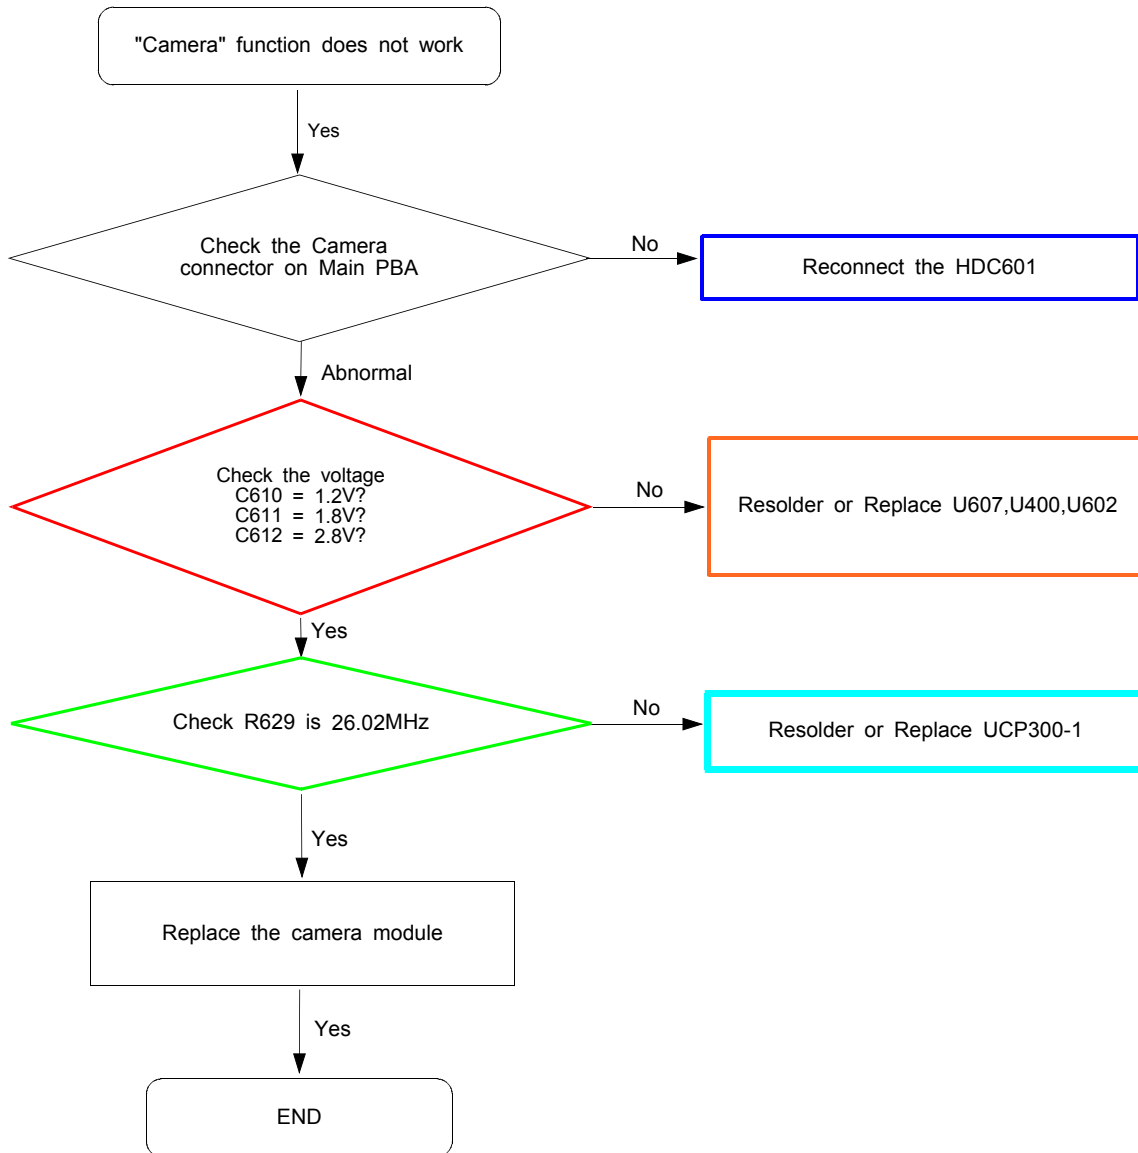 "Camera" function does not work
Yes
Check the Camera
connector on Main PBA
No
Reconnect the HDC601
Abnormal
Check the voltage
C610 = 1.2V?
C611 = 1.8V?
C612 = 2.8V?
No
Resolder or Replace U607,U400,U602
Yes
Check R629 is 26.02MHz
No
Resolder or Replace UCP300-1
Yes
Replace the camera module
Yes
END